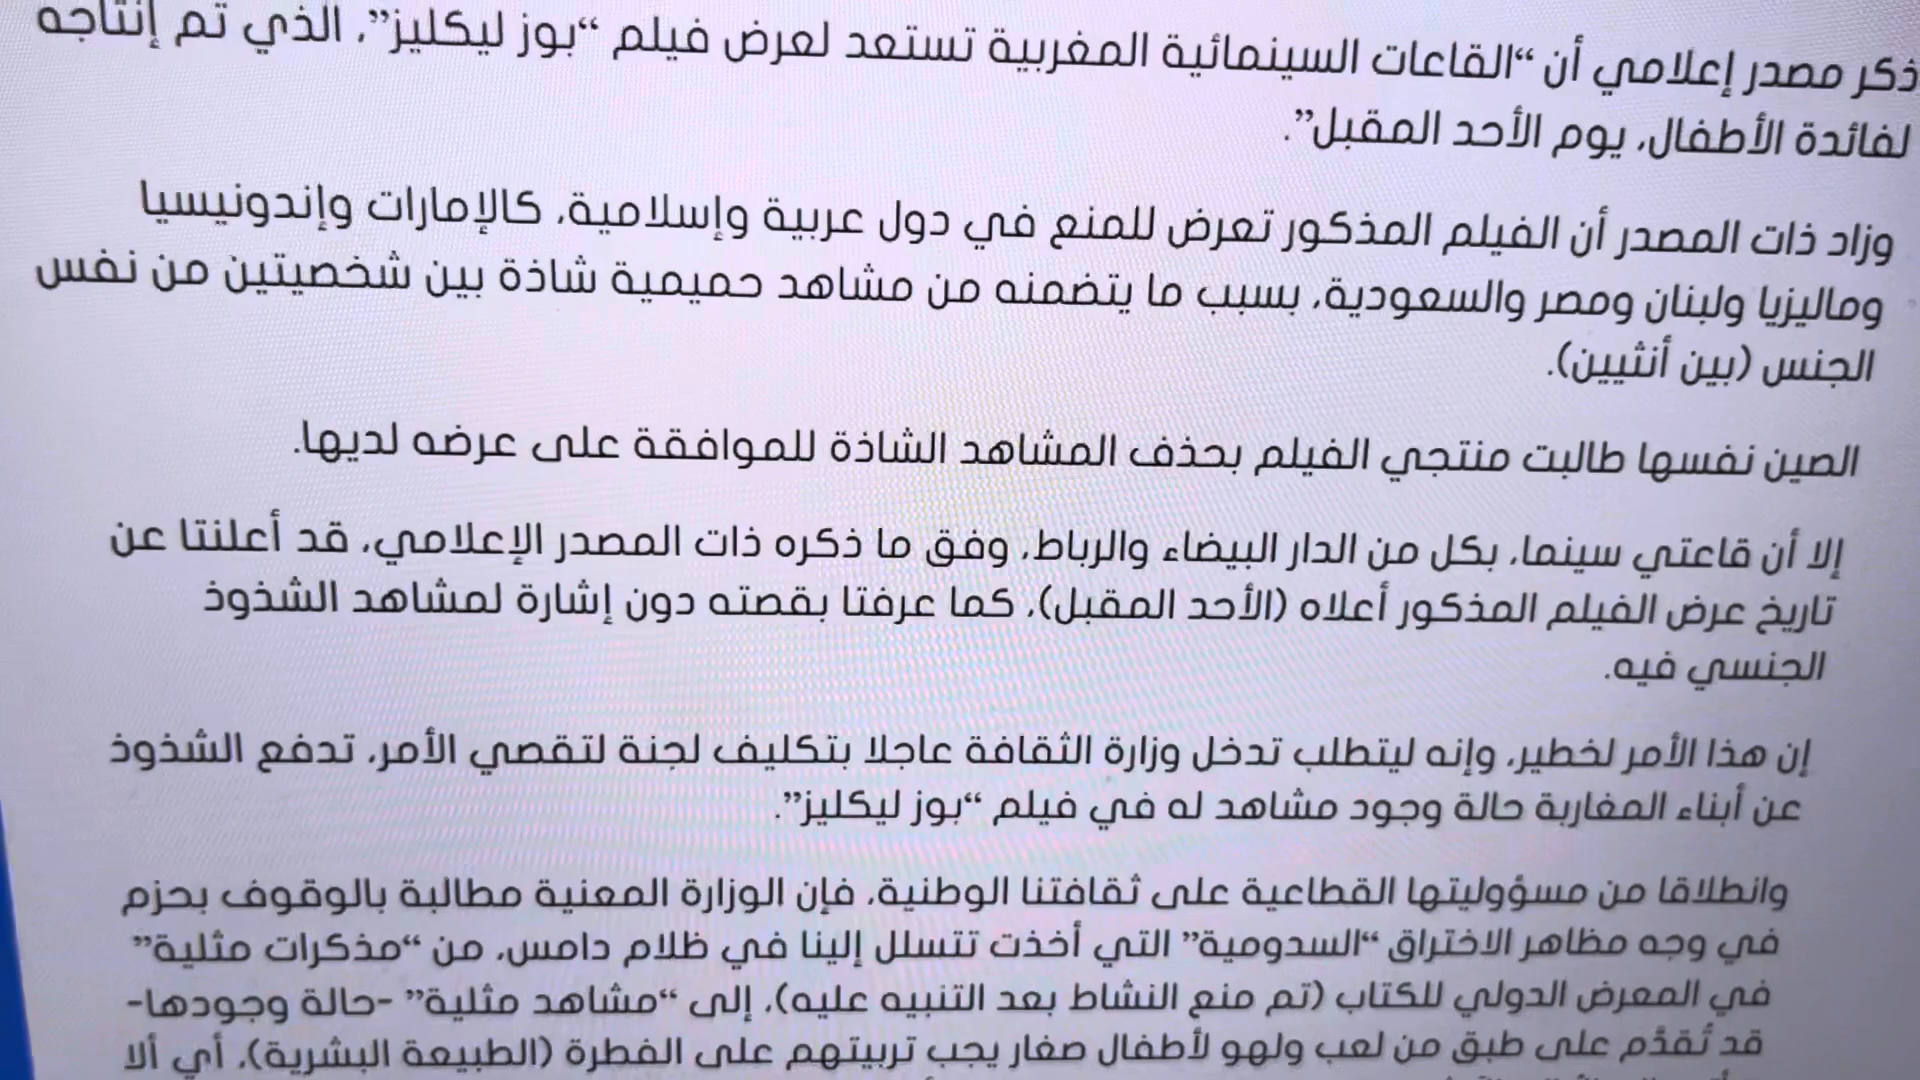 ذكر مصدر إعلامي أن “القاعات السينمائية المغربية تستعد لعرض فيلم “بوز ليكليز”، الذي تم إنتاجه
لفائدة الأطفال، يوم الأحد المقبل”.
وزاد ذات المصدر أن الفيلم المذكور تعرض للمنع في دول عربية وإسلامية، كالإمارات وإندونيسيا
وماليزيا ولبنان ومصر والسعودية، بسبب ما يتضمنه من مشاهد حميمية شاذة بين شخصيتين من نفس
الجنس (بين أنثيين).
الصين نفسها طالبت منتجي الفيلم بحذف المشاهد الشاذة للموافقة على عرضه لديها.
إلا أن قاعتي سينما، بكل من الدار البيضاء والرباط، وفق ما ذكره ذات المصدر الإعلامي، قد أعلنتا عن
تاريخ عرض الفيلم المذكور أعلاه (الأحد المقبل)، كما عرفتا بقصته دون إشارة لمشاهد الشذوذ
الجنسي فيه.
إن هذا الأمر لخطير، وإنه ليتطلب تدخل وزارة الثقافة عاجلا بتكليف لجنة لتقصي الأمر، تدفع الشذوذ
عن أبناء المغاربة حالة وجود مشاهد له في فيلم “بوز ليكليز”.
وانطلاقا من مسؤوليتها القطاعية على ثقافتنا الوطنية، فإن الوزارة المعنية مطالبة بالوقوف بحزم
في وجه مظاهر الاختراق “السدومية” التي أخذت تتسلل إلينا في ظلام دامس، من “مذكرات مثلية”
في المعرض الدولي للكتاب (تم منع النشاط بعد التنبيه عليه)، إلى “مشاهد مثلية” -حالة وجودها-
قد تُقدَّم على طبق من لعب ولهو لأطفال صغار يجب تربيتهم على الفطرة (الطبيعة البشرية)، أي ألا